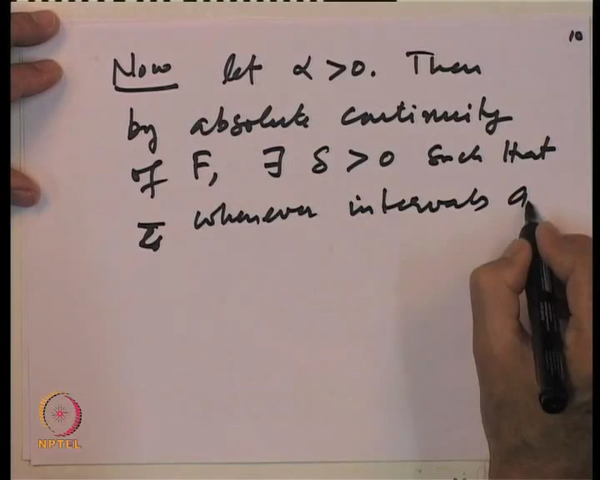 10
Now let α > 0. Then
by absolute continuity
of F, ∃ δ > 0 such that
whenever intervals
NPTEL